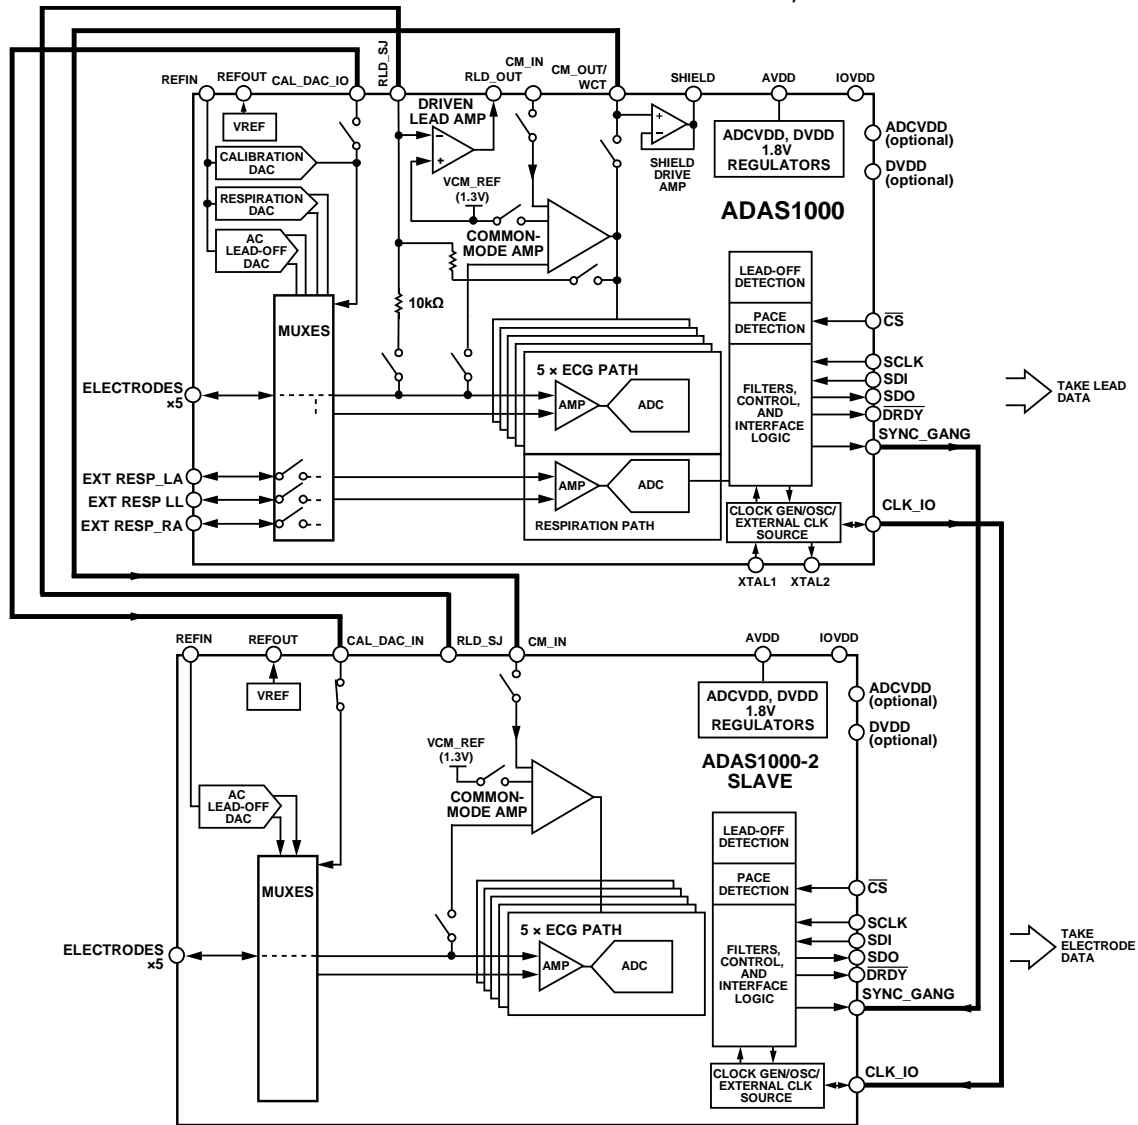 REFIN
REFOUT
CAL_DAC_IO
RLD_SJ
RLD_OUT
CM_IN
CM_OUT/
WCT
SHIELD
AVDD
IOVDD
DRIVEN
LEAD AMP
VREF
CALIBRATION
DAC
RESPIRATION
DAC
AC
LEAD-OFF
DAC
VCM_REF
(1.3V)
COMMON-
MODE AMP
SHIELD
DRIVE
AMP
ADCVDD, DVDD
1.8V
REGULATORS
ADCVDD
(optional)
DVDD
(optional)
ADAS1000
10kΩ
MUXES
LEAD-OFF
DETECTION
PACE
DETECTION
FILTERS,
CONTROL,
AND
INTERFACE
LOGIC
5 × ECG PATH
AMP
ADC
AMP
ADC
RESPIRATION PATH
ELECTRODES
×5
EXT RESP_LA
EXT RESP LL
EXT RESP_RA
CS
SCLK
SDI
SDO
DRDY
SYNC_GANG
CLK_IO
CLOCK GEN/OSC/
EXTERNAL CLK
SOURCE
XTAL1
XTAL2
TAKE LEAD
DATA
REFIN
REFOUT
CAL_DAC_IN
RLD_SJ
CM_IN
AVDD
IOVDD
VREF
ADCVDD, DVDD
1.8V
REGULATORS
ADCVDD
(optional)
DVDD
(optional)
VCM_REF
(1.3V)
COMMON-
MODE AMP
ADAS1000-2
SLAVE
AC
LEAD-OFF
DAC
MUXES
LEAD-OFF
DETECTION
PACE
DETECTION
FILTERS,
CONTROL,
AND
INTERFACE
LOGIC
5 × ECG PATH
AMP
ADC
ELECTRODES
×5
CS
SCLK
SDI
SDO
DRDY
SYNC_GANG
CLK_IO
CLOCK GEN/OSC/
EXTERNAL CLK
SOURCE
TAKE
ELECTRODE
DATA